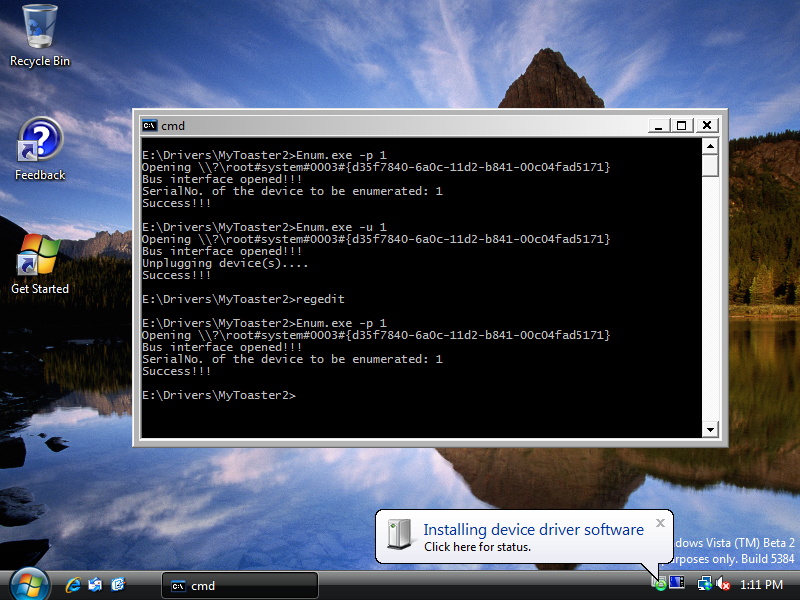 Recycle Bin
Feedback
Get Started
C:\ cmd
E:\Drivers\MyToaster2>Enum.exe -p 1
Opening \\?\root#system#0003#{d35f7840-6a0c-11d2-b841-00c04fad5171}
Bus interface opened!!!
SerialNo. of the device to be enumerated: 1
Success!!!
E:\Drivers\MyToaster2>Enum.exe -u 1
Opening \\?\root#system#0003#{d35f7840-6a0c-11d2-b841-00c04fad5171}
Bus interface opened!!!
Unplugging device(s)....
Success!!!
E:\Drivers\MyToaster2>regedit
E:\Drivers\MyToaster2>Enum.exe -p 1
Opening \\?\root#system#0003#{d35f7840-6a0c-11d2-b841-00c04fad5171}
Bus interface opened!!!
SerialNo. of the device to be enumerated: 1
Success!!!
E:\Drivers\MyToaster2>
Installing device driver software
Click here for status.
dows Vista (TM) Beta 2
rposes only. Build 5384
C:\ cmd
1:11 PM